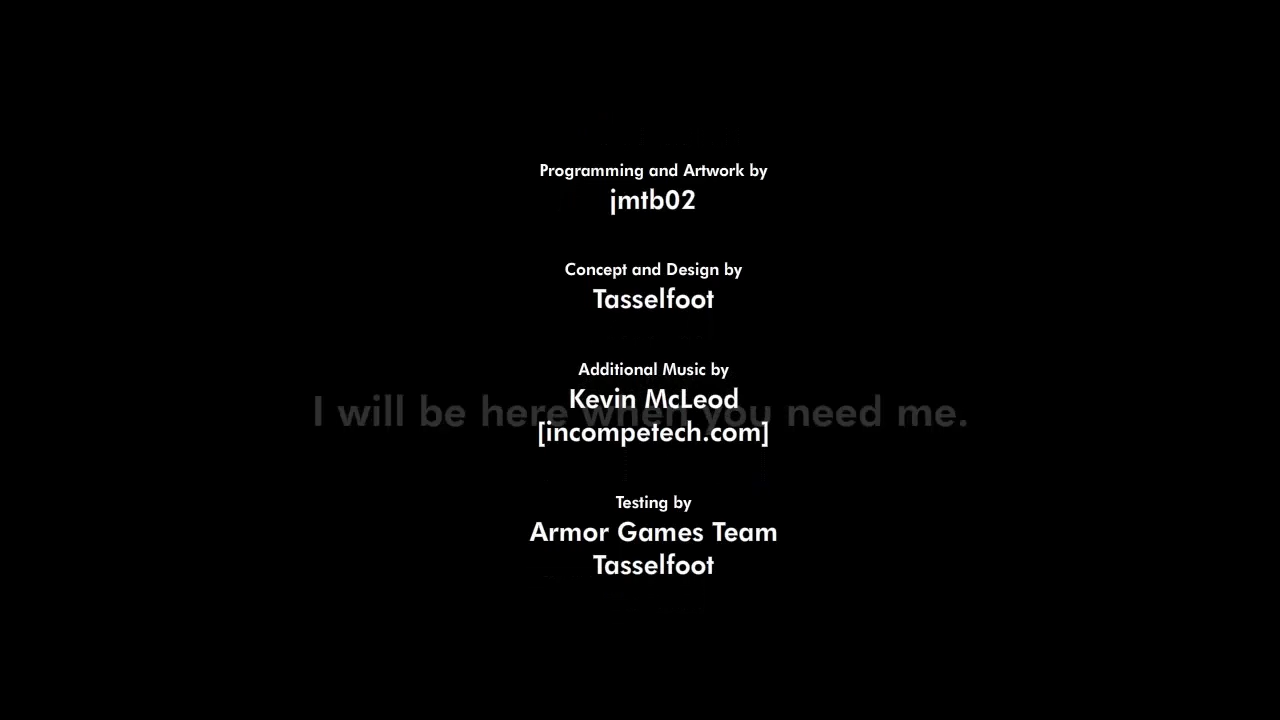 Programming and Artwork by
jmtb02
Concept and Design by
Tasselfoot
Additional Music by
Kevin McLeod
I will be here when you need me.
[incompetech.com]
Testing by
Armor Games Team
Tasselfoot